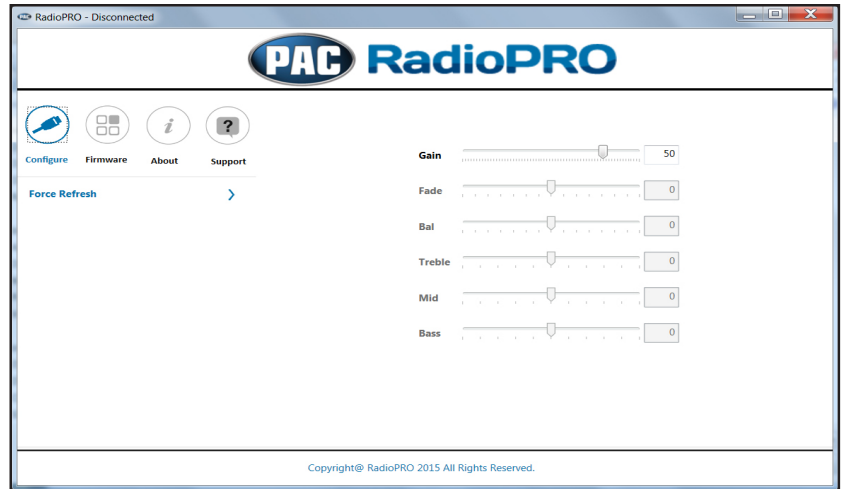 PAC RadioPRO - Disconnected
PAC RadioPRO
?
i
Configure Firmware About Support
Force Refresh
Gain 50
Fade 0
Bal 0
Treble 0
Mid 0
Bass 0
Copyright@ RadioPRO 2015 All Rights Reserved.